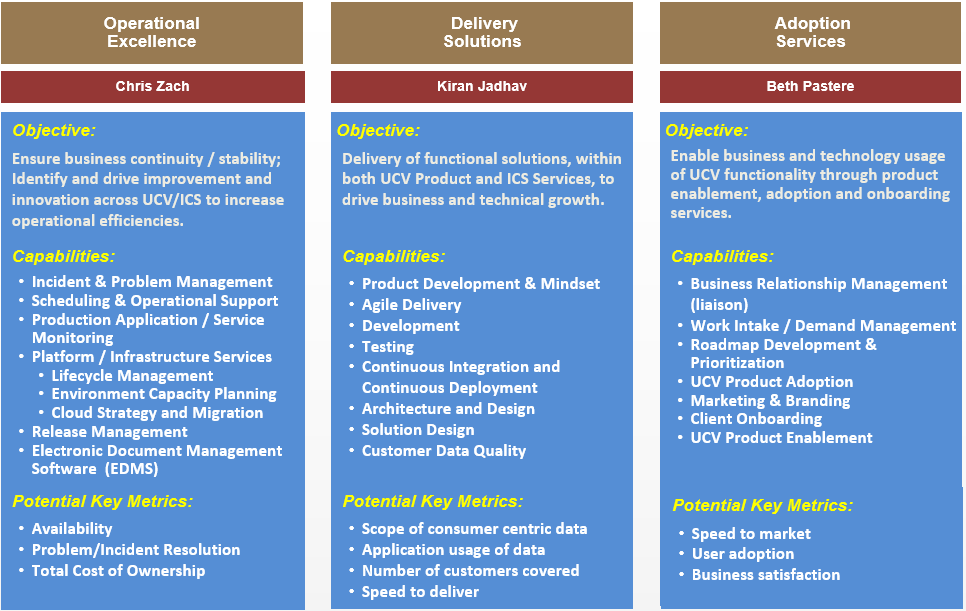 Operational
Excellence
Chris Zach
Objective:
Ensure business continuity / stability;
Identify and drive improvement and
innovation across UCV/ICS to increase
operational efficiencies.
Capabilities:
• Incident & Problem Management
• Scheduling & Operational Support
• Production Application / Service
Monitoring
• Platform / Infrastructure Services
• Lifecycle Management
• Environment Capacity Planning
• Cloud Strategy and Migration
• Release Management
• Electronic Document Management
Software (EDMS)
Potential Key Metrics:
• Availability
• Problem/Incident Resolution
• Total Cost of Ownership
Delivery
Solutions
Kiran Jadhav
Objective:
Delivery of functional solutions, within
both UCV Product and ICS Services, to
drive business and technical growth.
Capabilities:
• Product Development & Mindset
• Agile Delivery
• Development
• Testing
• Continuous Integration and
Continuous Deployment
• Architecture and Design
• Solution Design
• Customer Data Quality
Potential Key Metrics:
• Scope of consumer centric data
• Application usage of data
• Number of customers covered
• Speed to deliver
Adoption
Services
Beth Pastere
Objective:
Enable business and technology usage
of UCV functionality through product
enablement, adoption and onboarding
services.
Capabilities:
• Business Relationship Management
(liaison)
• Work Intake / Demand Management
• Roadmap Development &
Prioritization
• UCV Product Adoption
• Marketing & Branding
• Client Onboarding
• UCV Product Enablement
Potential Key Metrics:
• Speed to market
• User adoption
• Business satisfaction